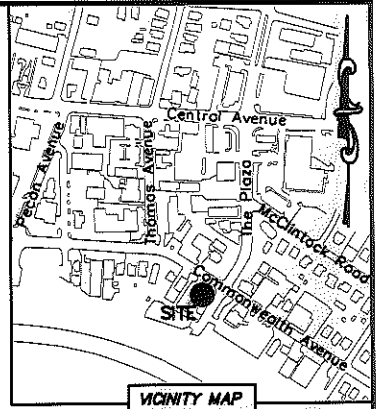 Central Avenue
Pecan Avenue
Thomas Avenue
The Plaza
McClintock Road
Commonwealth Avenue
SITE
VICINITY MAP